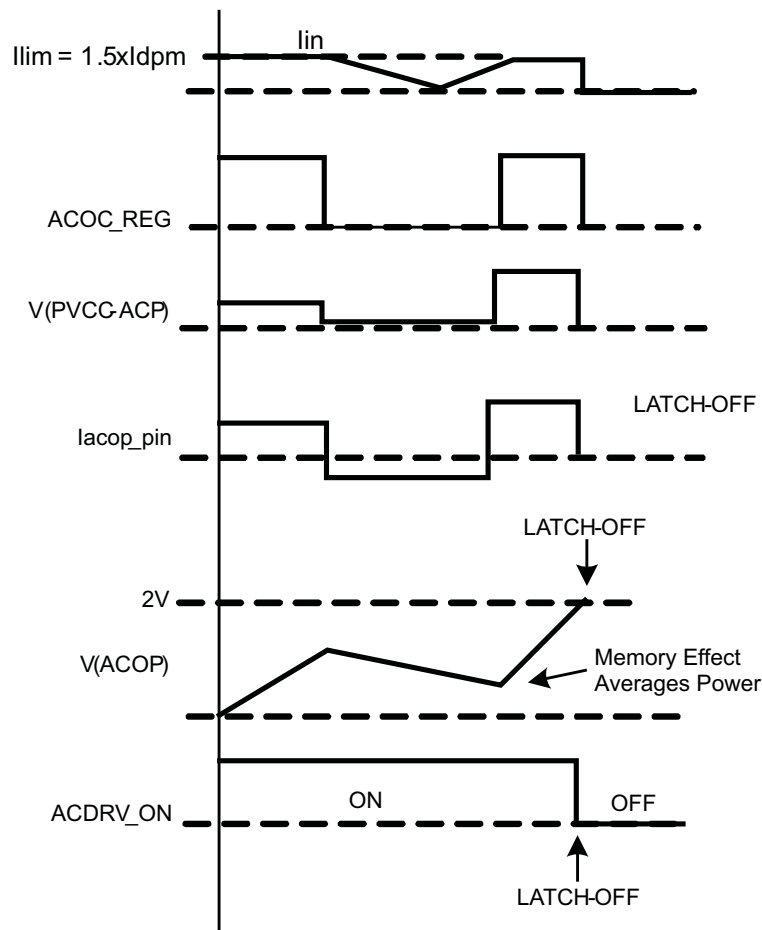 Iin
Ilim = 1.5xIdpm
ACOC_REG
V(PVCC-ACP)
LATCH-OFF
Iacop_pin
LATCH-OFF
2V
V(ACOP)
Memory Effect
Averages Power
ON
OFF
ACDRV_ON
LATCH-OFF